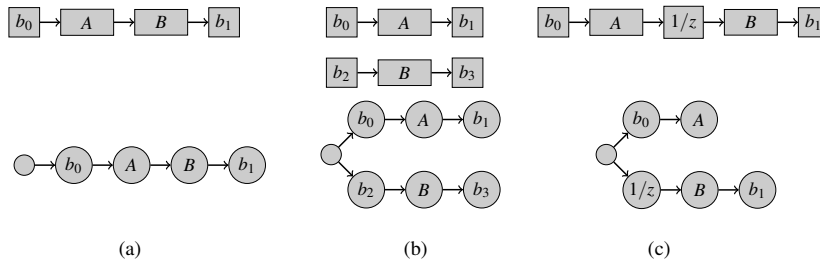 b₀ A B b₁
b₀ A b₁
b₂ B b₃
b₀ A 1/z B b₁
b₀ A B b₁
b₀ A b₁
b₂ B b₃
b₀ A
1/z B b₁
(a) (b) (c)